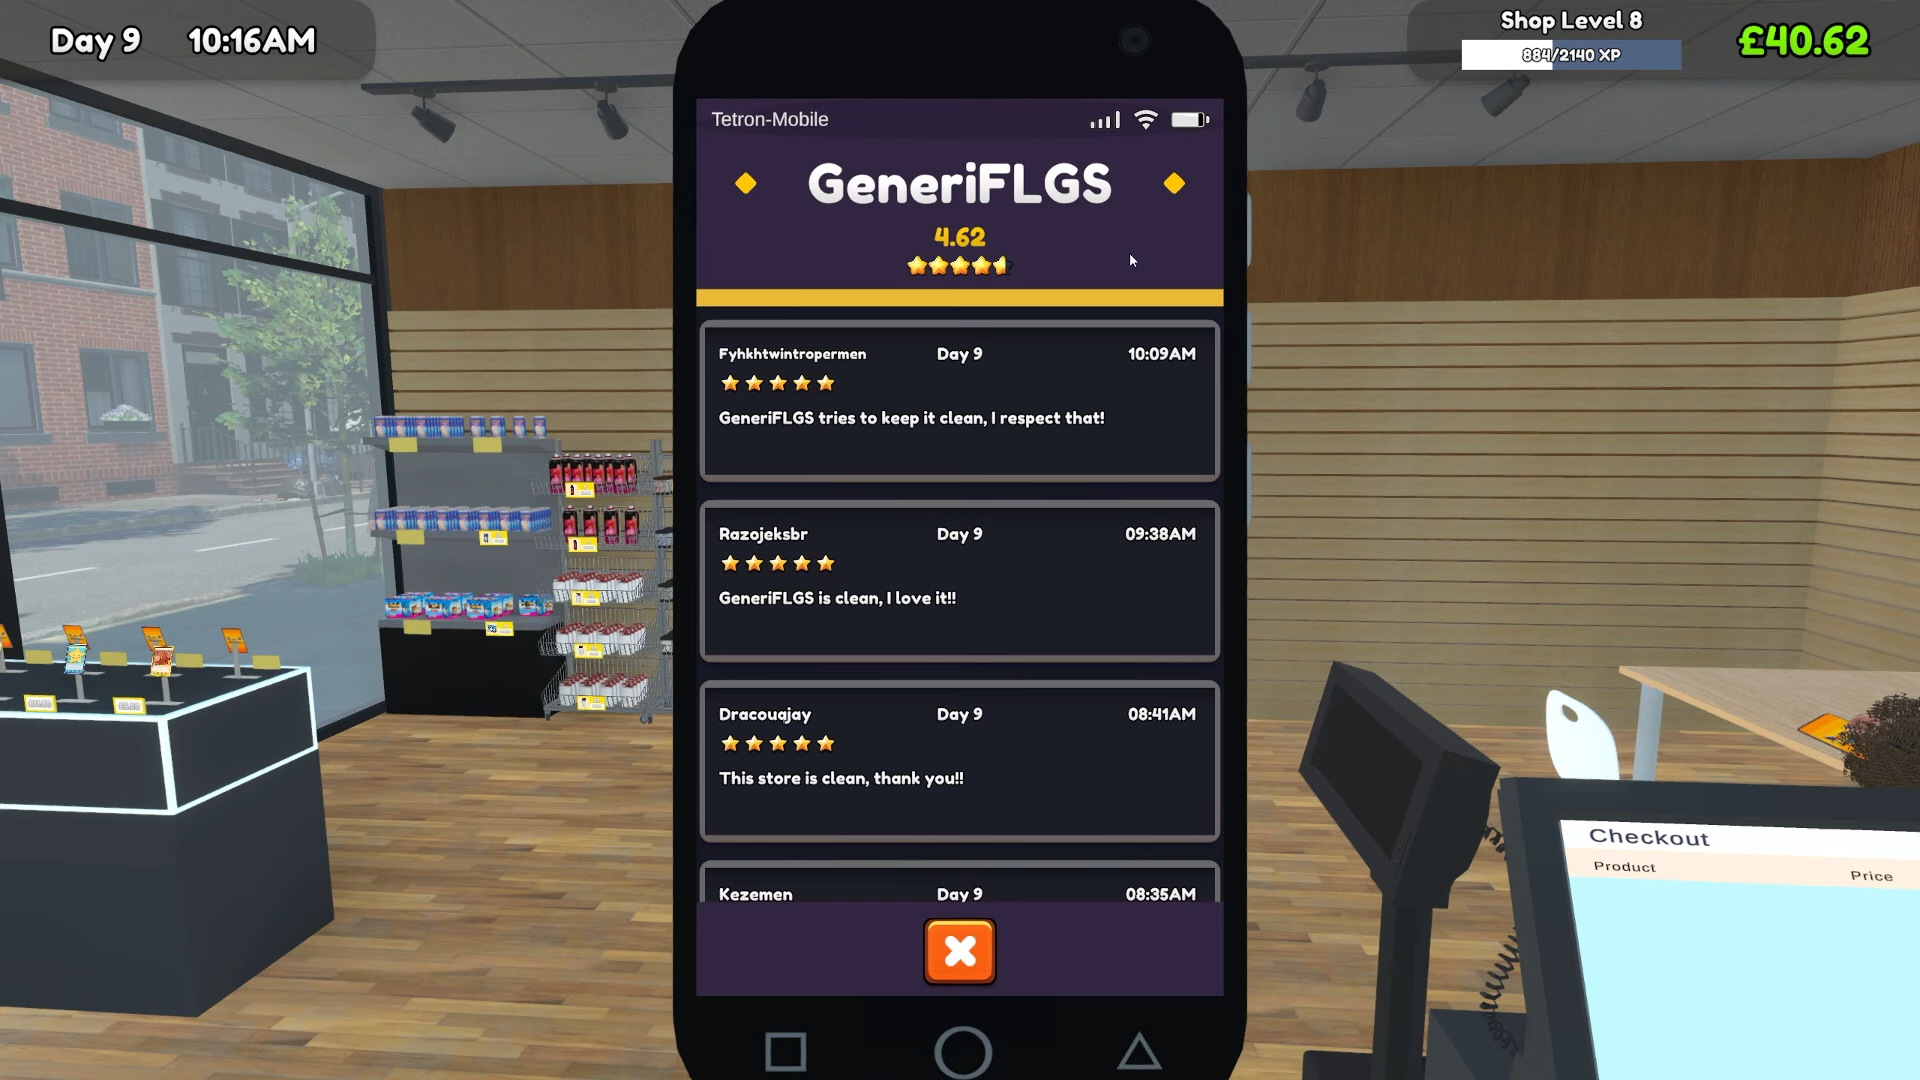 Day 9 10:16AM
Shop Level 8
884/2140 XP
£40.62
Tetron-Mobile
GeneriFLGS
4.62
Fyhkhtwintropermen Day 9 10:09AM
GeneriFLGS tries to keep it clean, I respect that!
Razojeksbr Day 9 09:38AM
GeneriFLGS is clean, I love it!!
Dracouqjay Day 9 08:41AM
This store is clean, thank you!!
Kezemen Day 9 08:35AM
Checkout
Product Price